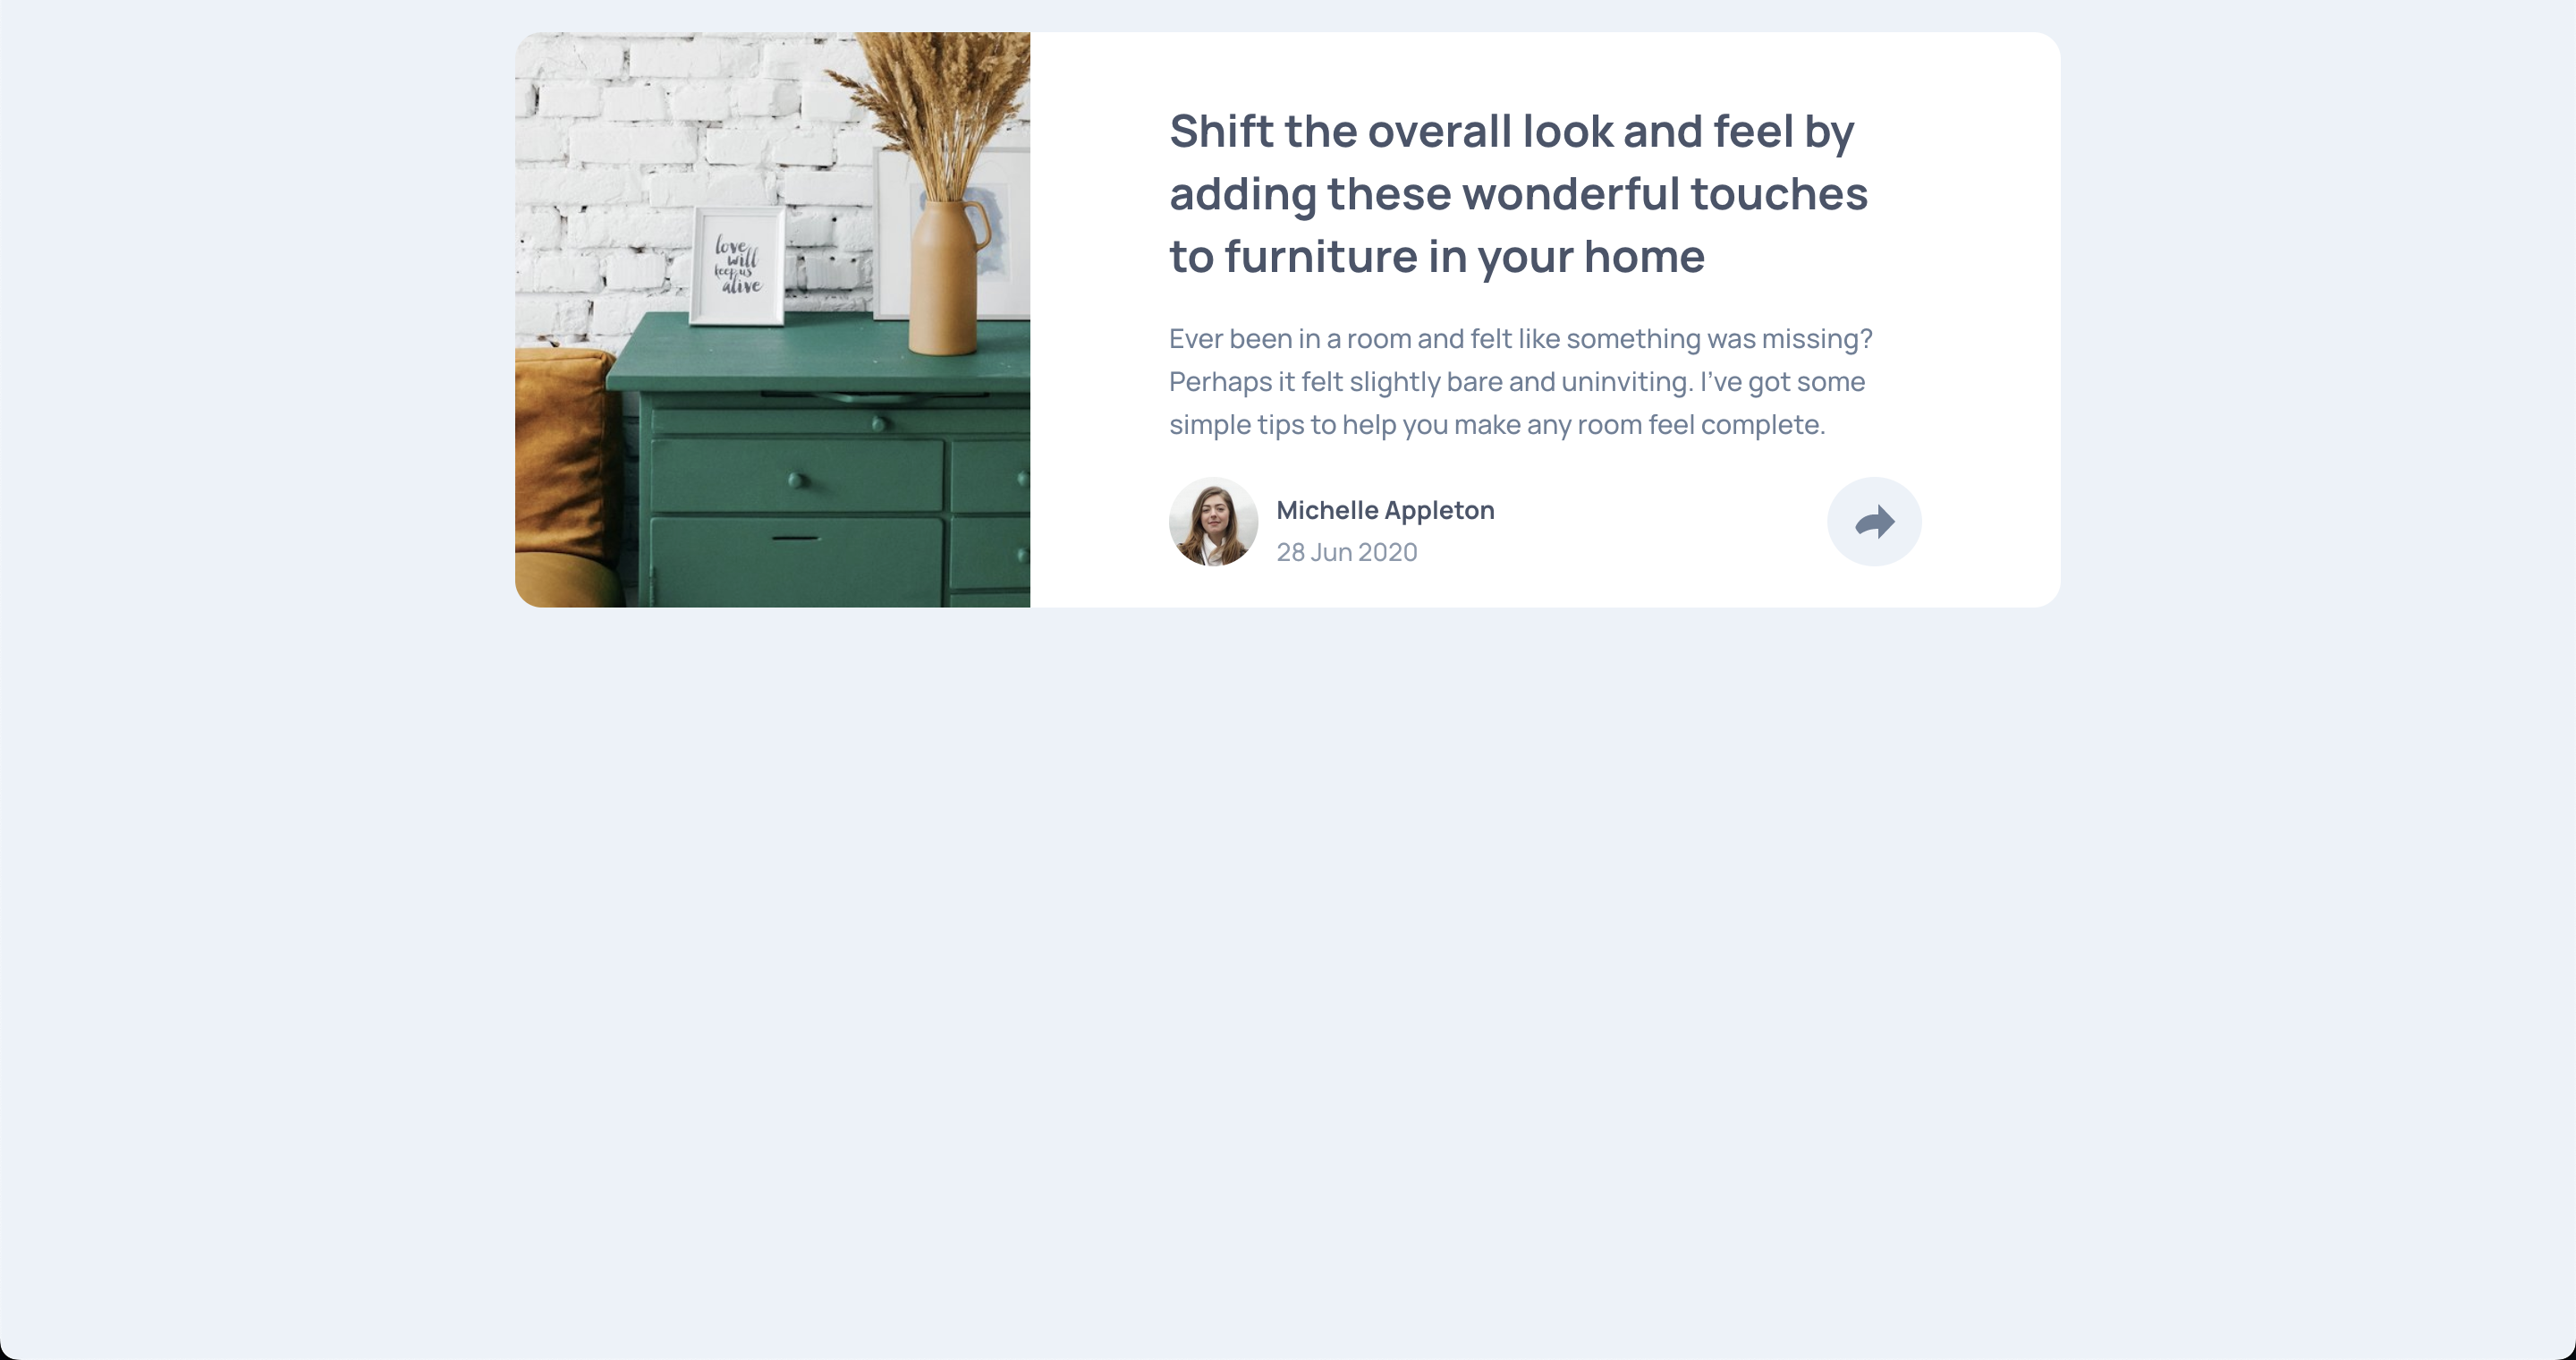 love
will
keep us
alive
Shift the overall look and feel by
adding these wonderful touches
to furniture in your home
Ever been in a room and felt like something was missing?
Perhaps it felt slightly bare and uninviting. I’ve got some
simple tips to help you make any room feel complete.
Michelle Appleton
28 Jun 2020